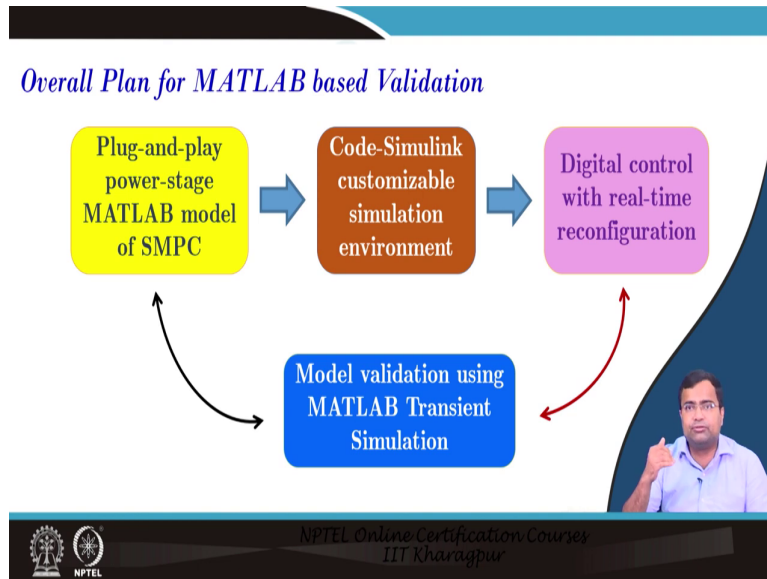 Overall Plan for MATLAB based Validation
Plug-and-play
power-stage
MATLAB model
of SMPC
Code-Simulink
customizable
simulation
environment
Digital control
with real-time
reconfiguration
Model validation using
MATLAB Transient
Simulation
NPTEL Online Certification Courses
IIT Kharagpur
NPTEL